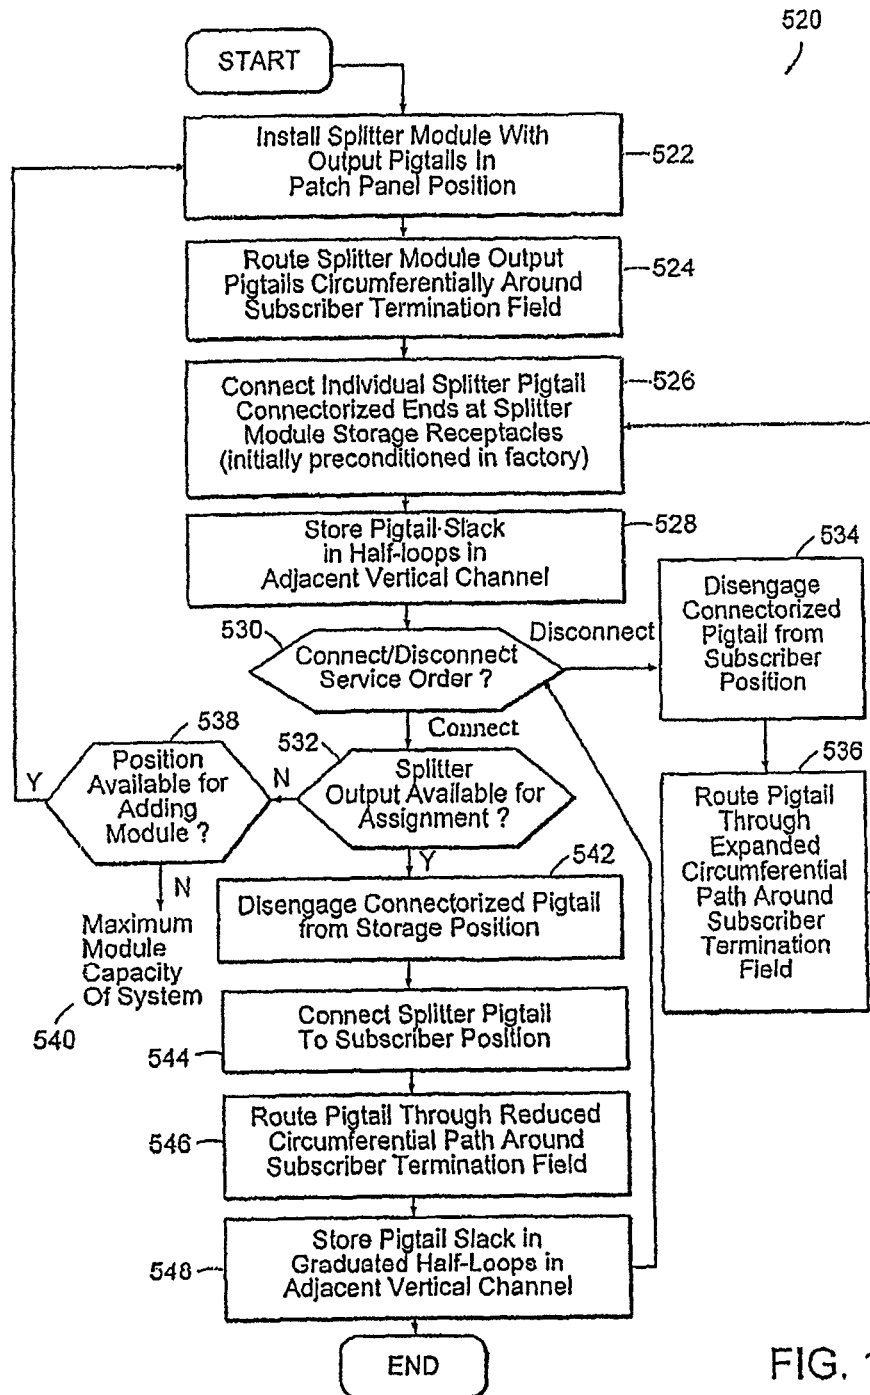 520
START
Install Splitter Module With
Output Pigtails In
Patch Panel Position
522
Route Splitter Module Output
Pigtails Circumferentially Around
Subscriber Termination Field
524
Connect Individual Splitter Pigtail
Connectorized Ends at Splitter
Module Storage Receptacles
(initially preconditioned in factory)
526
Store Pigtail Slack
in Half-loops in
Adjacent Vertical Channel
528
530
Connect/Disconnect
Service Order ?
Disconnect
534
Disengage
Connectorized
Pigtail from
Subscriber
Position
Connect
532
Splitter
Output Available for
Assignment ?
N
538
Position
Available for
Adding
Module ?
Y
N
Maximum
Module
Capacity
Of System
540
536
Route Pigtail
Through
Expanded
Circumferential
Path Around
Subscriber
Termination
Field
Y
542
Disengage Connectorized Pigtail
from Storage Position
Connect Splitter Pigtail
To Subscriber Position
544
Route Pigtail Through Reduced
Circumferential Path Around
Subscriber Termination Field
546
Store Pigtail Slack in
Graduated Half-Loops in
Adjacent Vertical Channel
548
END
FIG.